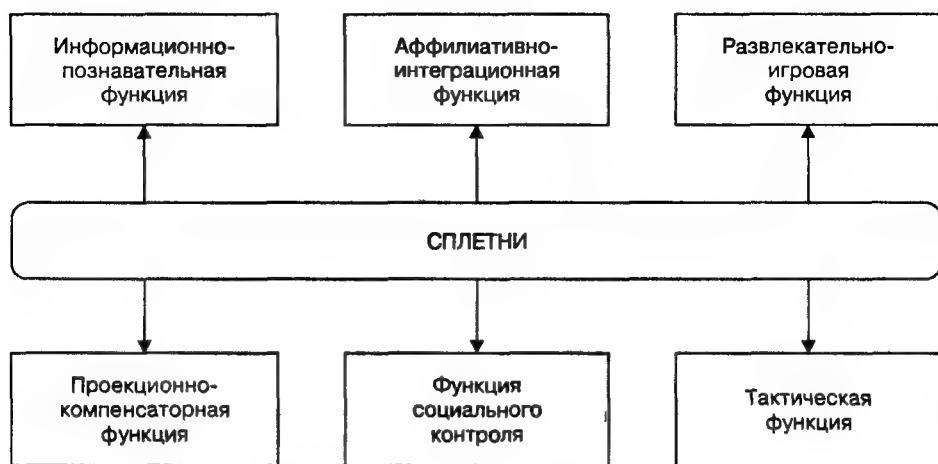 Информационно-
познавательная
функция
Аффилиативно-
интеграционная
функция
Развлекательно-
игровая
функция
СПЛЕТНИ
Проекционно-
компенсаторная
функция
Функция
социального
контроля
Тактическая
функция